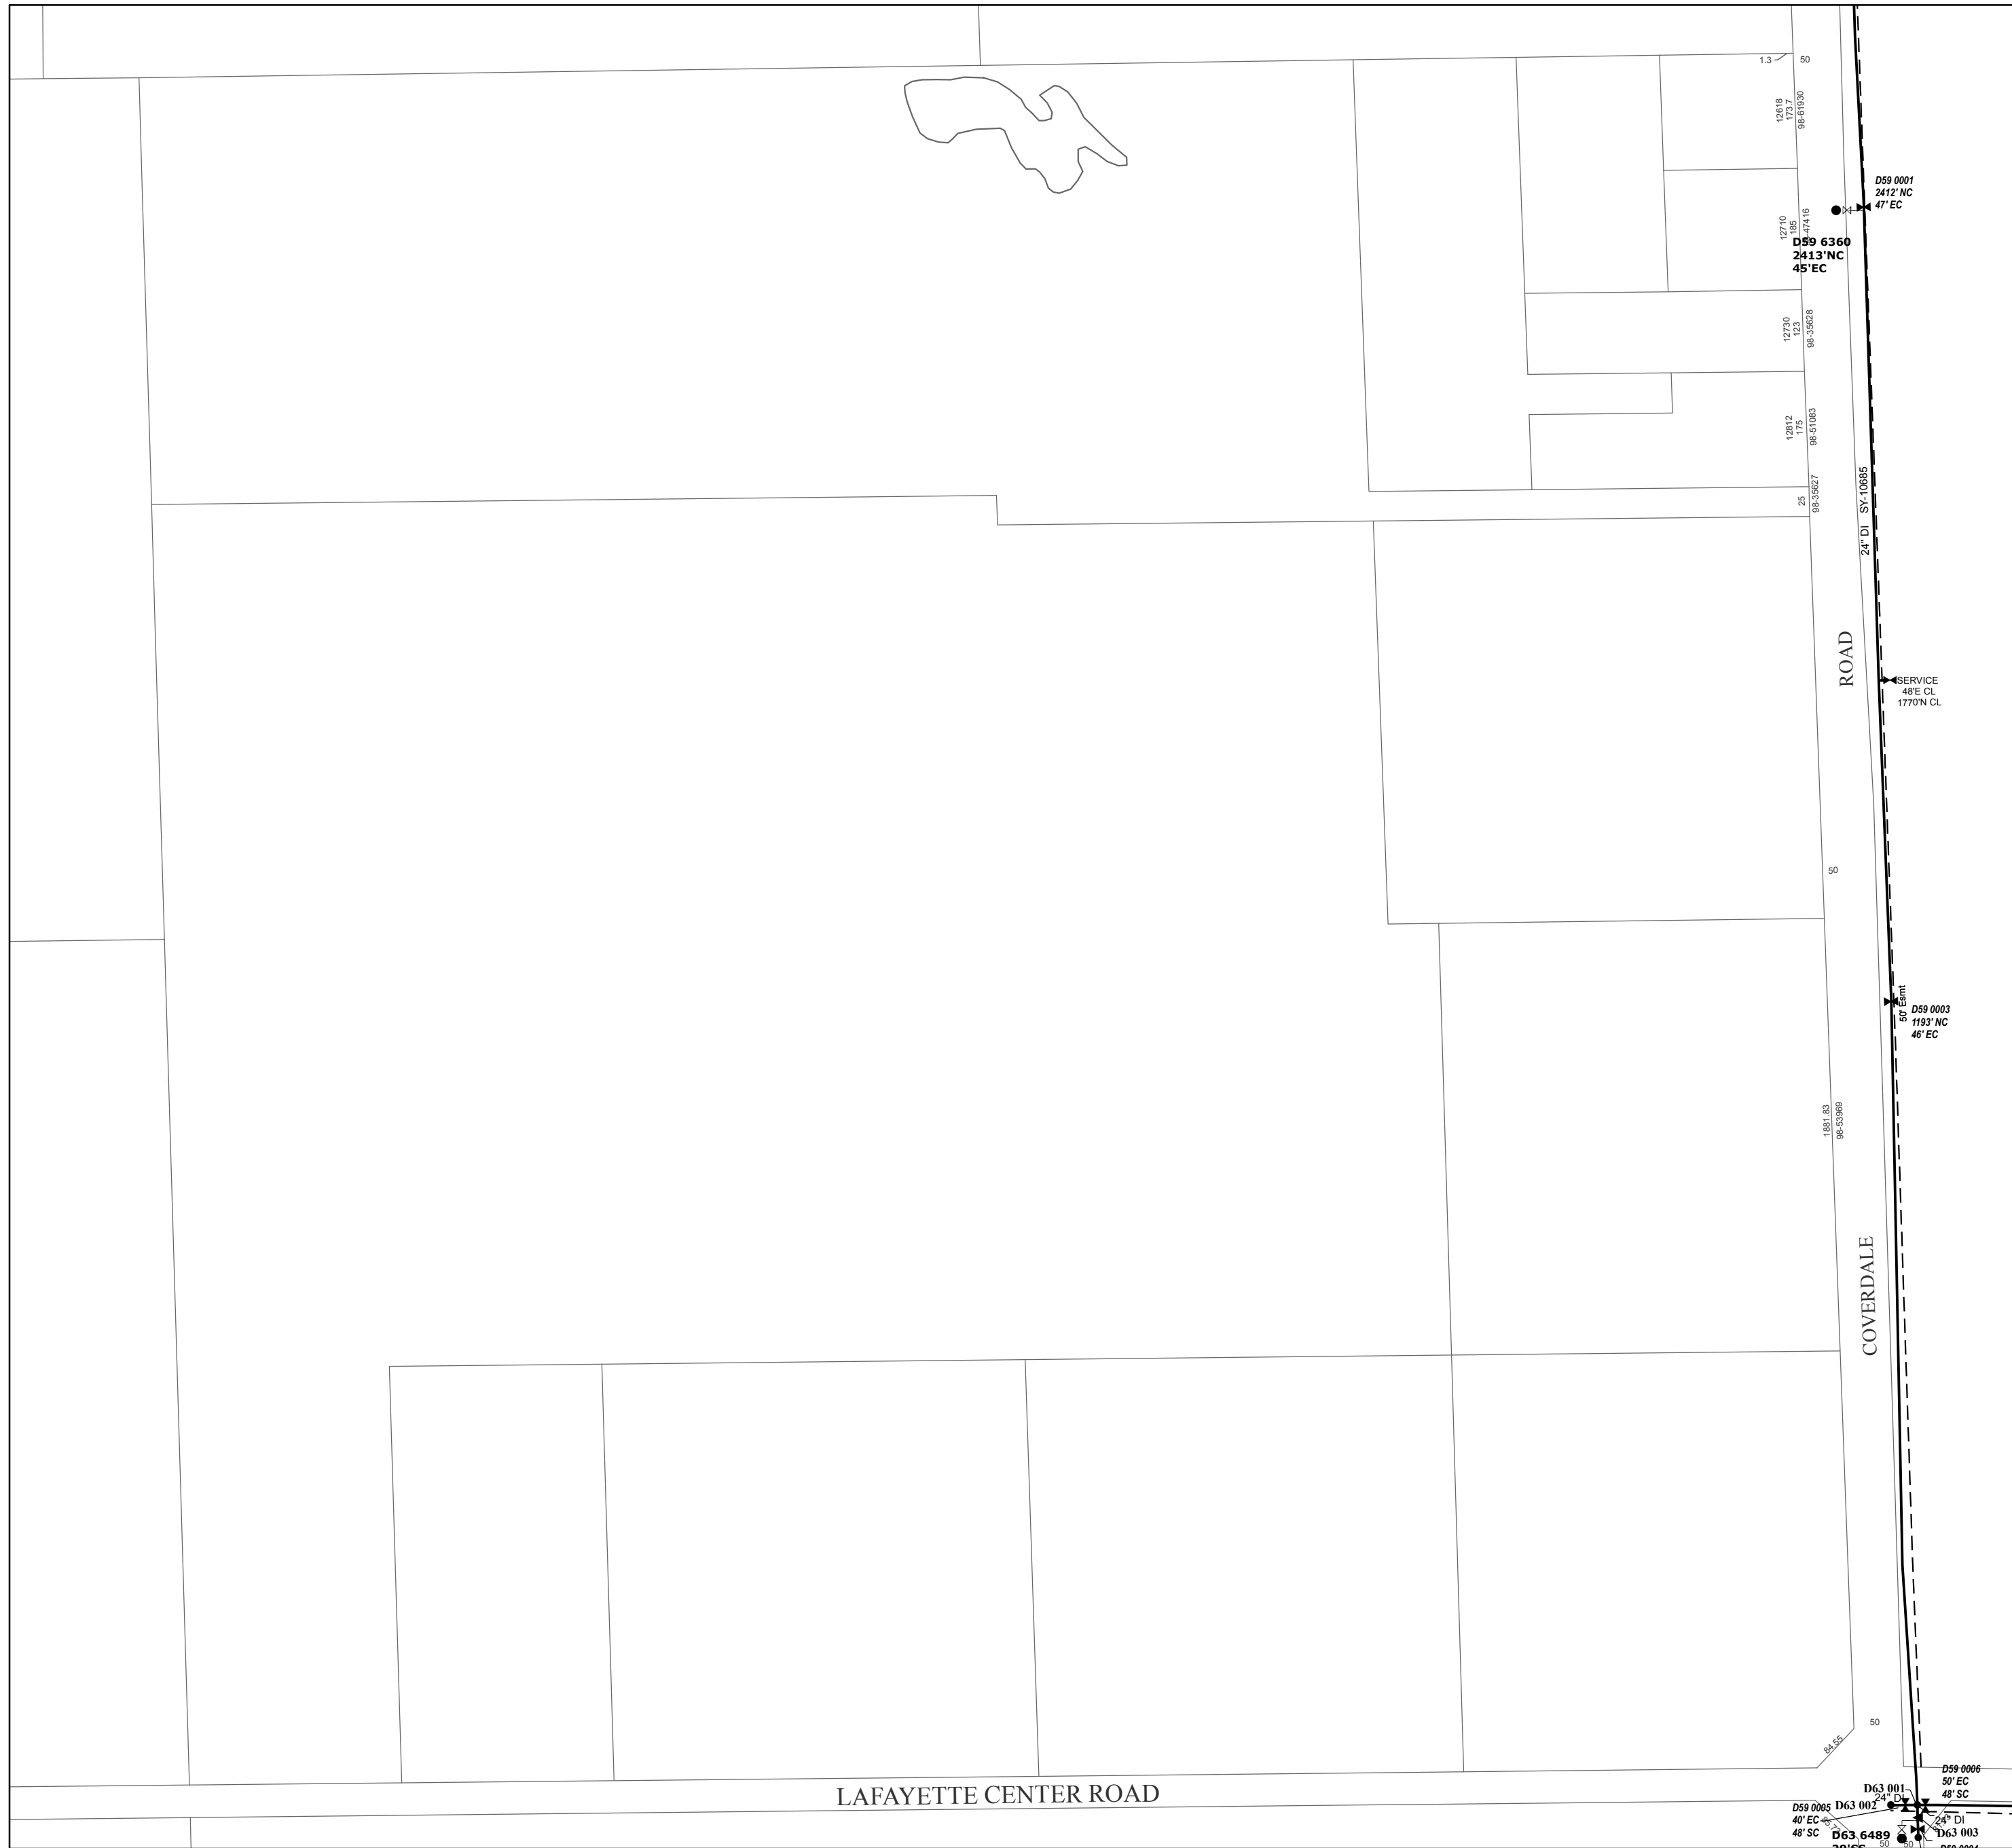 1.3
50
12618
173.7
98-61930
D59 0001
2412' NC
47' EC
12710
185
D59 6360
2413'NC
45'EC
12730
123
98-35628
12812
175
98-51083
25
98-35627
24" DI SY-10685
ROAD
SERVICE
48'E CL
1770'N CL
50
50' Esmt
D59 0003
1193' NC
46' EC
1881.83
98-53969
COVERDALE
50
84.55
LAFAYETTE CENTER ROAD
D59 0006
50' EC
48' SC
D63 001
24" DI
D63 002
D59 0005
40' EC
48' SC
24" DI
D63 003
D63 6489
50
50